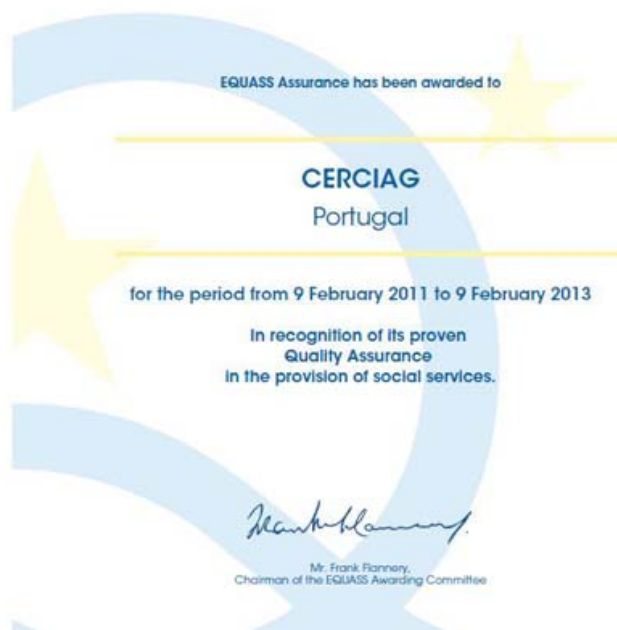 EQUASS Assurance has been awarded to
CERCIAG
Portugal
for the period from 9 February 2011 to 9 February 2013
In recognition of its proven
Quality Assurance
in the provision of social services.
Frank Flannery.
Mr. Frank Flannery,
Chairman of the EQUASS Awarding Committee